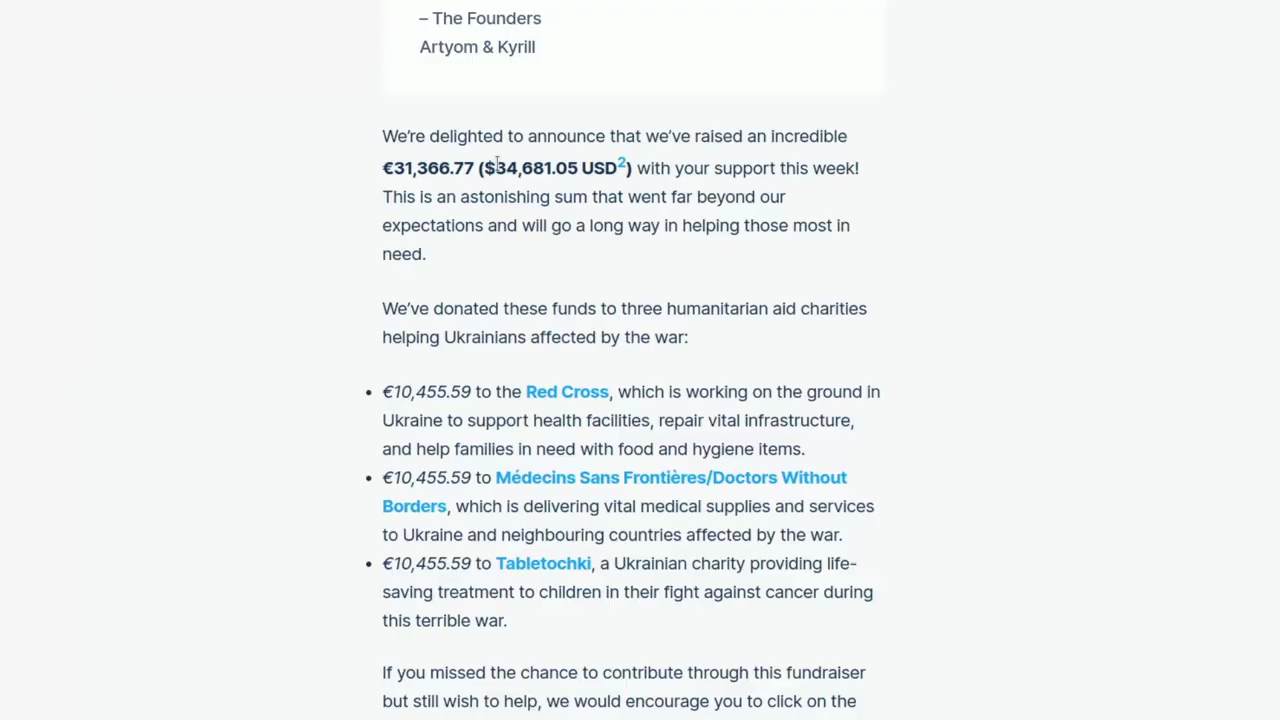 – The Founders
Artyom & Kyrill
We’re delighted to announce that we’ve raised an incredible
€31,366.77 ($34,681.05 USD2) with your support this week!
This is an astonishing sum that went far beyond our
expectations and will go a long way in helping those most in
need.
We’ve donated these funds to three humanitarian aid charities
helping Ukrainians affected by the war:
• €10,455.59 to the Red Cross, which is working on the ground in
Ukraine to support health facilities, repair vital infrastructure,
and help families in need with food and hygiene items.
• €10,455.59 to Médecins Sans Frontières/Doctors Without
Borders, which is delivering vital medical supplies and services
to Ukraine and neighbouring countries affected by the war.
• €10,455.59 to Tabletochki, a Ukrainian charity providing life-
saving treatment to children in their fight against cancer during
this terrible war.
If you missed the chance to contribute through this fundraiser
but still wish to help, we would encourage you to click on the